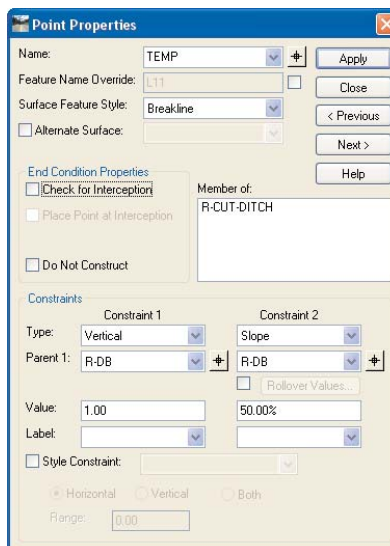 Point Properties
Name: TEMP
Apply
Feature Name Override: L11
Close
Surface Feature Style: Breakline
< Previous
Alternate Surface:
Next >
End Condition Properties
Help
Check for Interception
Member of:
Place Point at Interception
R-CUT-DITCH
Do Not Construct
Constraints
Constraint 1 Constraint 2
Type: Vertical Slope
Parent 1: R-DB R-DB
Rollover Values...
Value: 1.00 50.00%
Label:
Style Constraint:
Horizontal Vertical Both
Range: 0.00